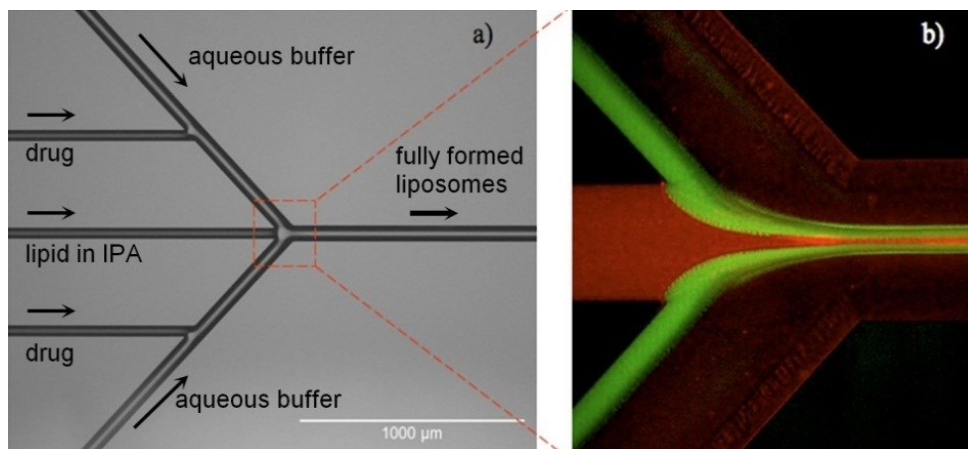 a)
aqueous buffer
drug
fully formed
liposomes
lipid in IPA
drug
aqueous buffer
1000 µm
b)